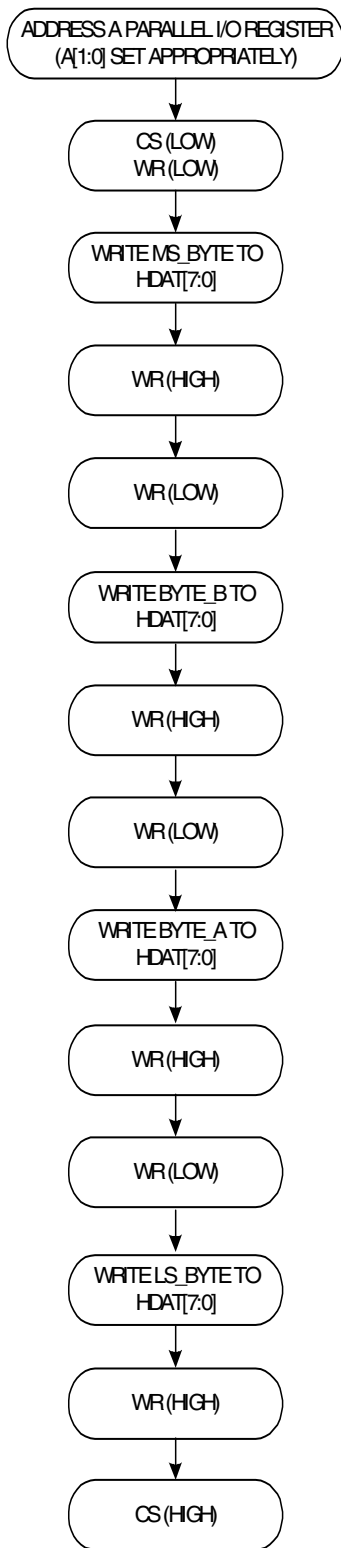 ADDRESS A PARALLEL I/O REGISTER
(A[1:0] SET APPROPRIATELY)
CS (LOW)
WR (LOW)
WRITE MS_BYTE TO
HDAT[7:0]
WR (HIGH)
WR (LOW)
WRITE BYTE_B TO
HDAT[7:0]
WR (HIGH)
WR (LOW)
WRITE BYTE_A TO
HDAT[7:0]
WR (HIGH)
WR (LOW)
WRITE LS_BYTE TO
HDAT[7:0]
WR (HIGH)
CS (HIGH)